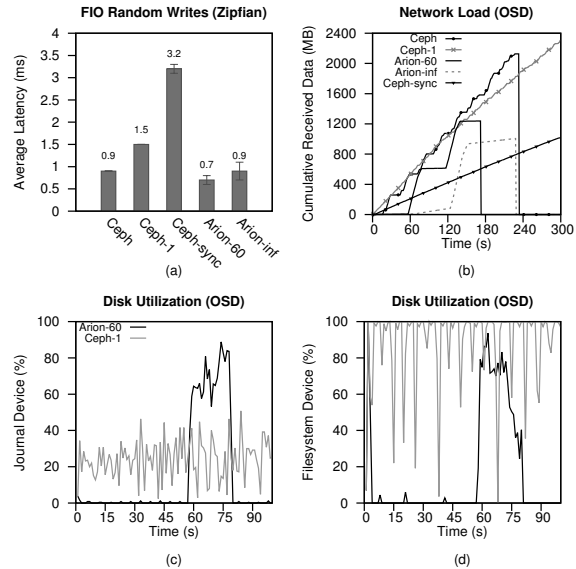 FIO Random Writes (Zipfian)
Average Latency (ms)
4
3.5
3
2.5
2
1.5
1
0.5
0
0.9
1.5
3.2
0.7
0.9
Ceph
Ceph-1
Ceph-sync
Arion-60
Arion-inf
(a)
Network Load (OSD)
Cumulative Received Data (MB)
2400
2000
1600
1200
800
400
0
Ceph
Ceph-1
Arion-60
Arion-inf
Ceph-sync
0 60 120 180 240 300
Time (s)
(b)
Disk Utilization (OSD)
Journal Device (%)
100
80
60
40
20
0
Arion-60
Ceph-1
0 15 30 45 60 75 90
Time (s)
(c)
Disk Utilization (OSD)
Filesystem Device (%)
100
80
60
40
20
0
0 15 30 45 60 75 90
Time (s)
(d)